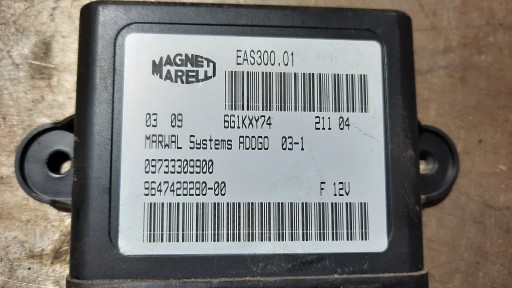 MAGNETI
MARELLI
EAS300.01
03 09 6G1KXY74 211 04
MARWAL Systems ADDGO 03-1
09733309900
9647428280-00 F 12V